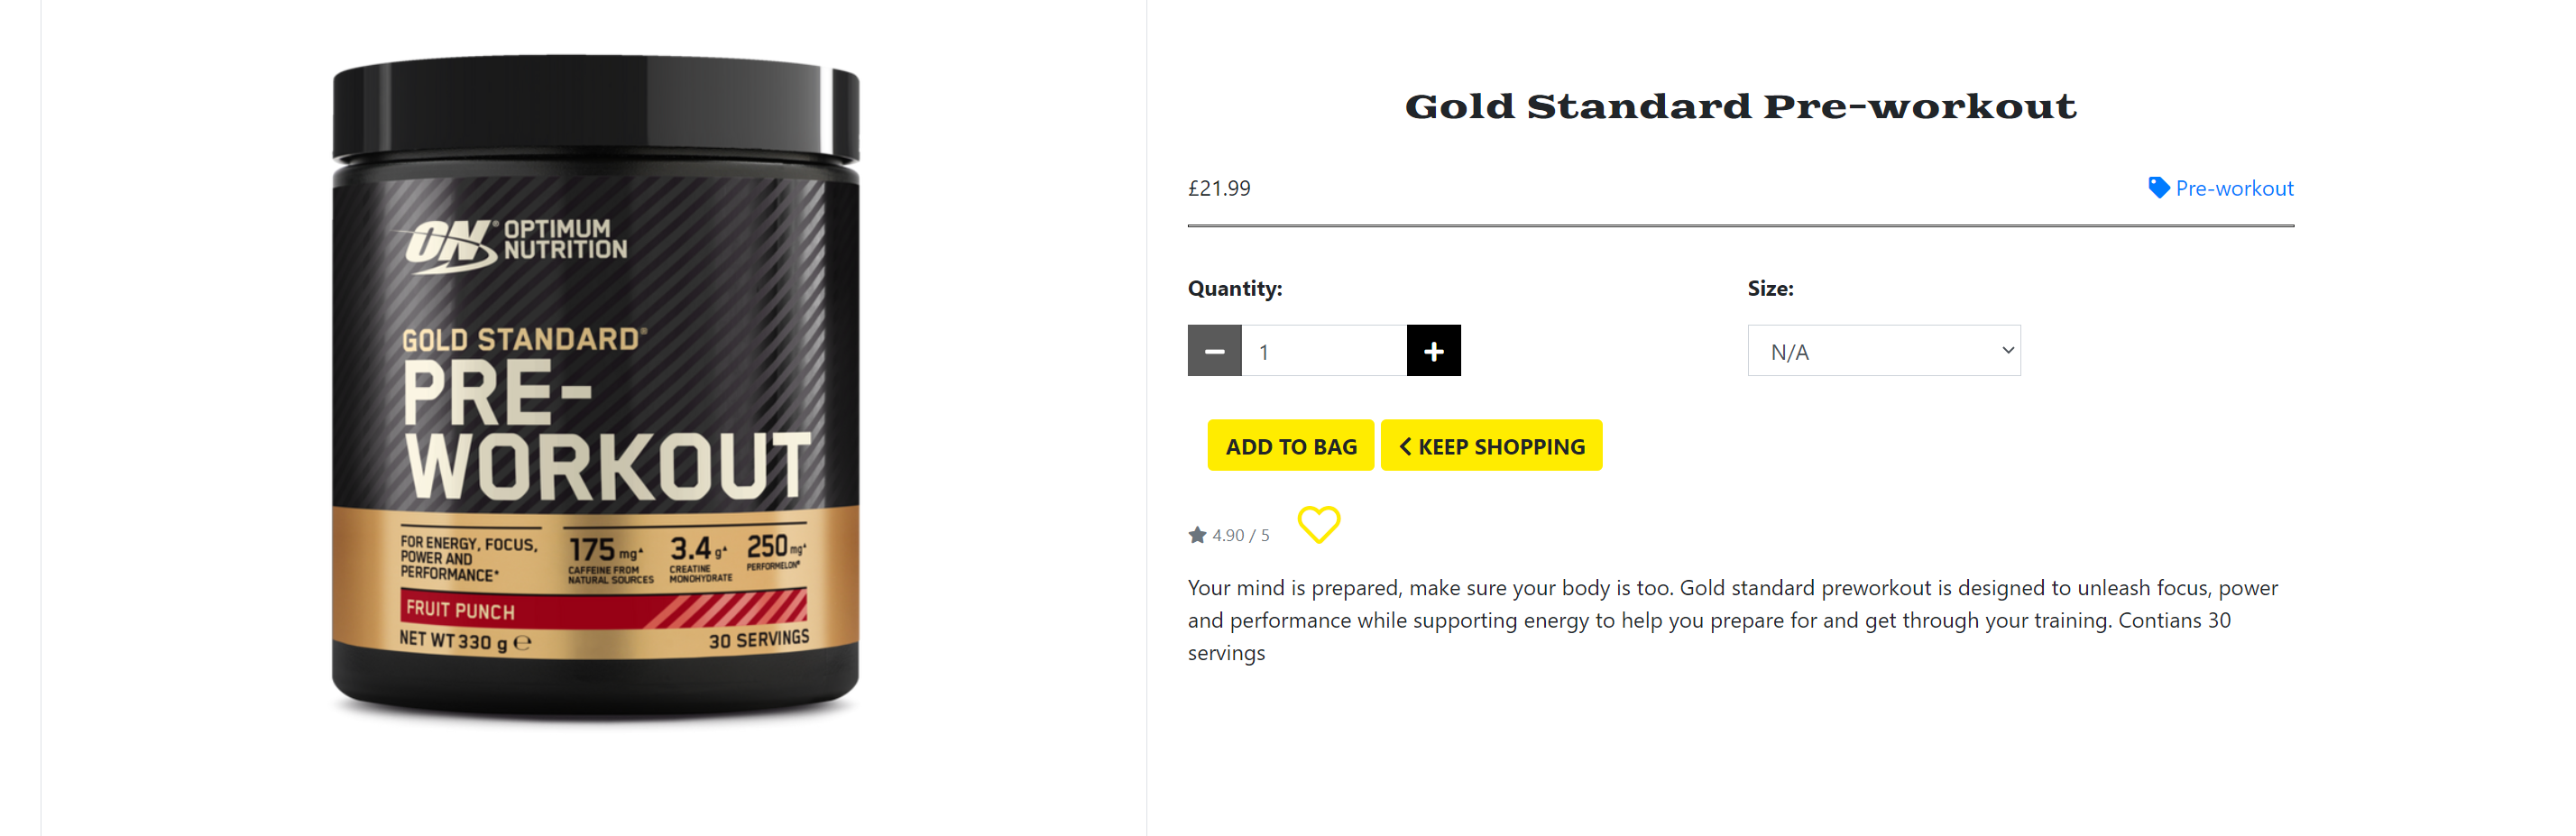 ON® OPTIMUM
NUTRITION
GOLD STANDARD®
PRE-
WORKOUT
FOR ENERGY, FOCUS,
POWER AND
PERFORMANCE*
175 mg▲
CAFFEINE FROM
NATURAL SOURCES
3.4 g▲
CREATINE
MONOHYDRATE
250 mg▲
PERFORMELON®
FRUIT PUNCH
NET WT 330 g ℮
30 SERVINGS
Gold Standard Pre-workout
£21.99
Pre-workout
Quantity:
Size:
1
N/A
ADD TO BAG
KEEP SHOPPING
4.90 / 5
Your mind is prepared, make sure your body is too. Gold standard preworkout is designed to unleash focus, power
and performance while supporting energy to help you prepare for and get through your training. Contians 30
servings